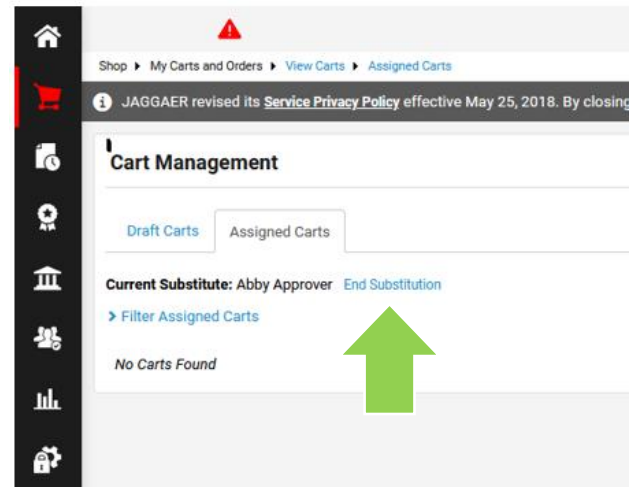 Shop ▶ My Carts and Orders ▶ View Carts ▶ Assigned Carts
JAGGAER revised its Service Privacy Policy effective May 25, 2018. By closing
Cart Management
Draft Carts Assigned Carts
Current Substitute: Abby Approver End Substitution
> Filter Assigned Carts
No Carts Found